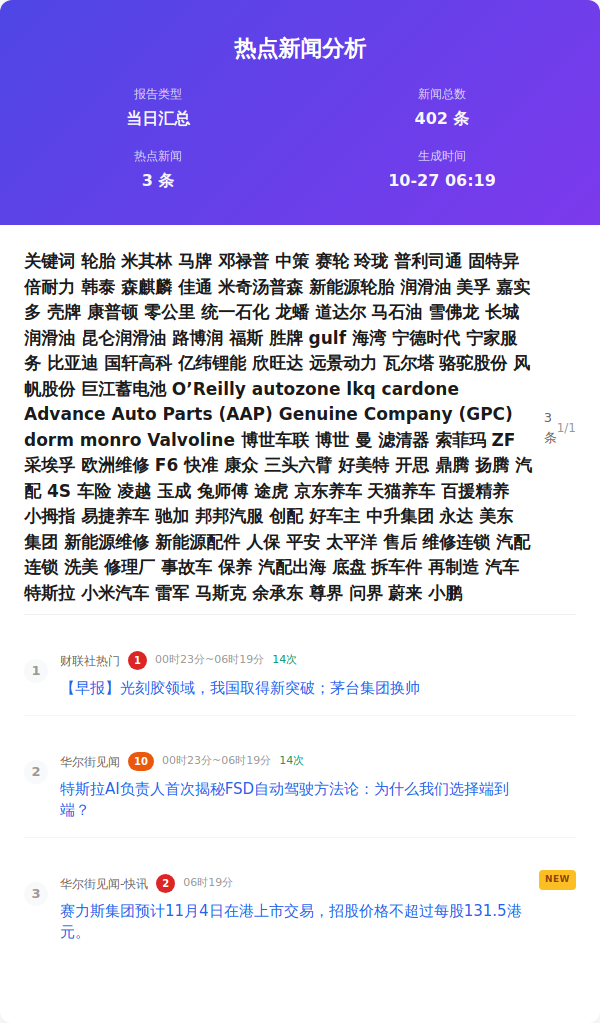 热点新闻分析
报告类型
新闻总数
当日汇总
402 条
热点新闻
生成时间
3 条
10-27 06:19
关键词 轮胎 米其林 马牌 邓禄普 中策 赛轮 玲珑 普利司通 固特异
倍耐力 韩泰 森麒麟 佳通 米奇汤普森 新能源轮胎 润滑油 美孚 嘉实
多 壳牌 康普顿 零公里 统一石化 龙蟠 道达尔 马石油 雪佛龙 长城
润滑油 昆仑润滑油 路博润 福斯 胜牌 gulf 海湾 宁德时代 宁家服
务 比亚迪 国轩高科 亿纬锂能 欣旺达 远景动力 瓦尔塔 骆驼股份 风
帆股份 巨江蓄电池 O’Reilly autozone lkq cardone
Advance Auto Parts (AAP) Genuine Company (GPC)
dorm monro Valvoline 博世车联 博世 曼 滤清器 索菲玛 ZF
采埃孚 欧洲维修 F6 快准 康众 三头六臂 好美特 开思 鼎腾 扬腾 汽
配 4S 车险 凌越 玉成 兔师傅 途虎 京东养车 天猫养车 百援精养
小拇指 易捷养车 驰加 邦邦汽服 创配 好车主 中升集团 永达 美东
集团 新能源维修 新能源配件 人保 平安 太平洋 售后 维修连锁 汽配
连锁 洗美 修理厂 事故车 保养 汽配出海 底盘 拆车件 再制造 汽车
特斯拉 小米汽车 雷军 马斯克 余承东 尊界 问界 蔚来 小鹏
3
条
1/1
1
财联社热门 1 00时23分~06时19分 14次
【早报】光刻胶领域，我国取得新突破；茅台集团换帅
2
华尔街见闻 10 00时23分~06时19分 14次
特斯拉AI负责人首次揭秘FSD自动驾驶方法论：为什么我们选择端到
端？
3
华尔街见闻-快讯 2 06时19分
NEW
赛力斯集团预计11月4日在港上市交易，招股价格不超过每股131.5港
元。